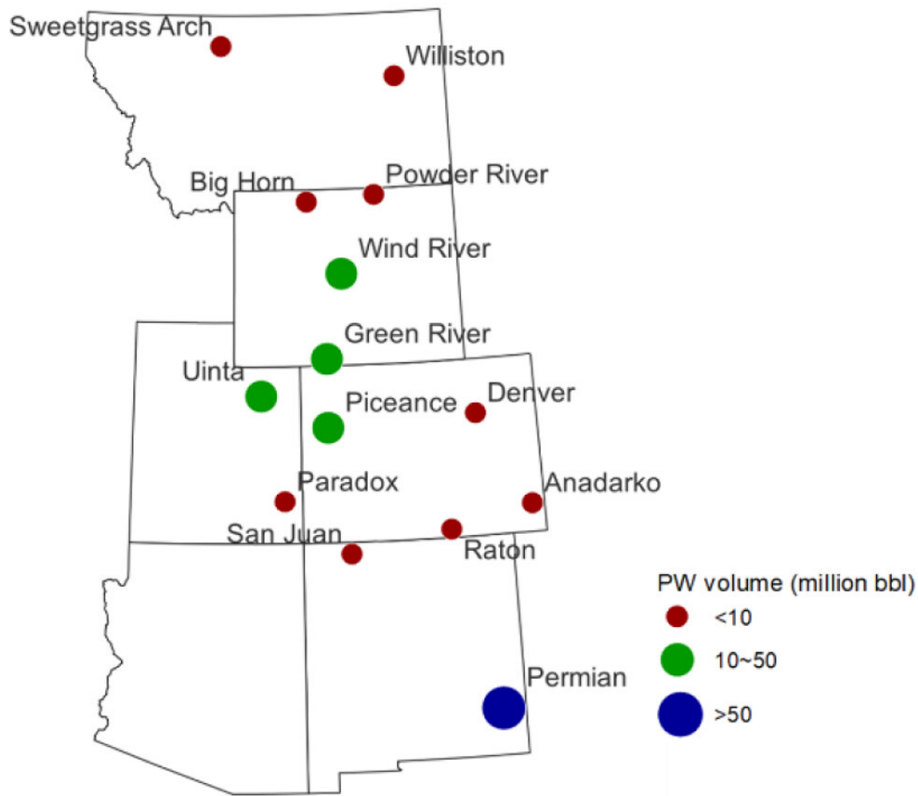 Sweetgrass Arch
Williston
Big Horn
Powder River
Wind River
Green River
Uinta
Piceance
Denver
Paradox
Anadarko
San Juan
Raton
PW volume (million bbl)
<10
10~50
Permian
>50